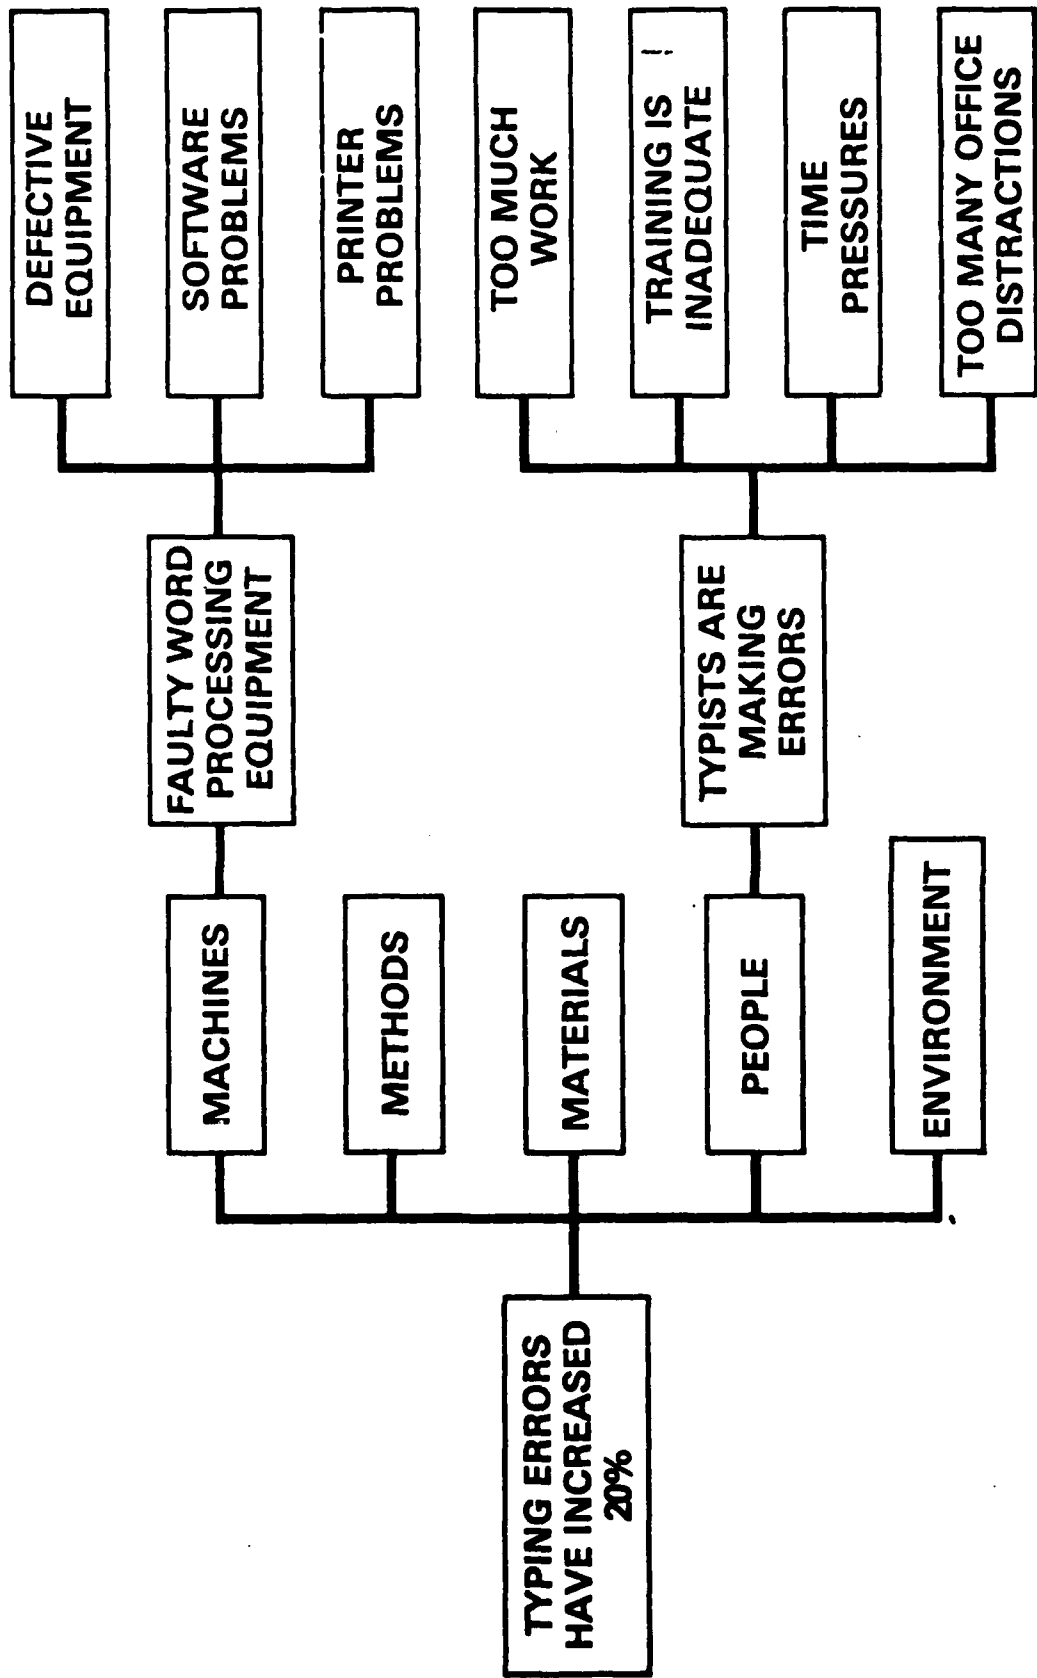 TYPING ERRORS
HAVE INCREASED
20%
MACHINES
METHODS
MATERIALS
PEOPLE
ENVIRONMENT
FAULTY WORD
PROCESSING
EQUIPMENT
TYPISTS ARE
MAKING
ERRORS
DEFECTIVE
EQUIPMENT
SOFTWARE
PROBLEMS
PRINTER
PROBLEMS
TOO MUCH
WORK
TRAINING IS
INADEQUATE
TIME
PRESSURES
TOO MANY OFFICE
DISTRACTIONS